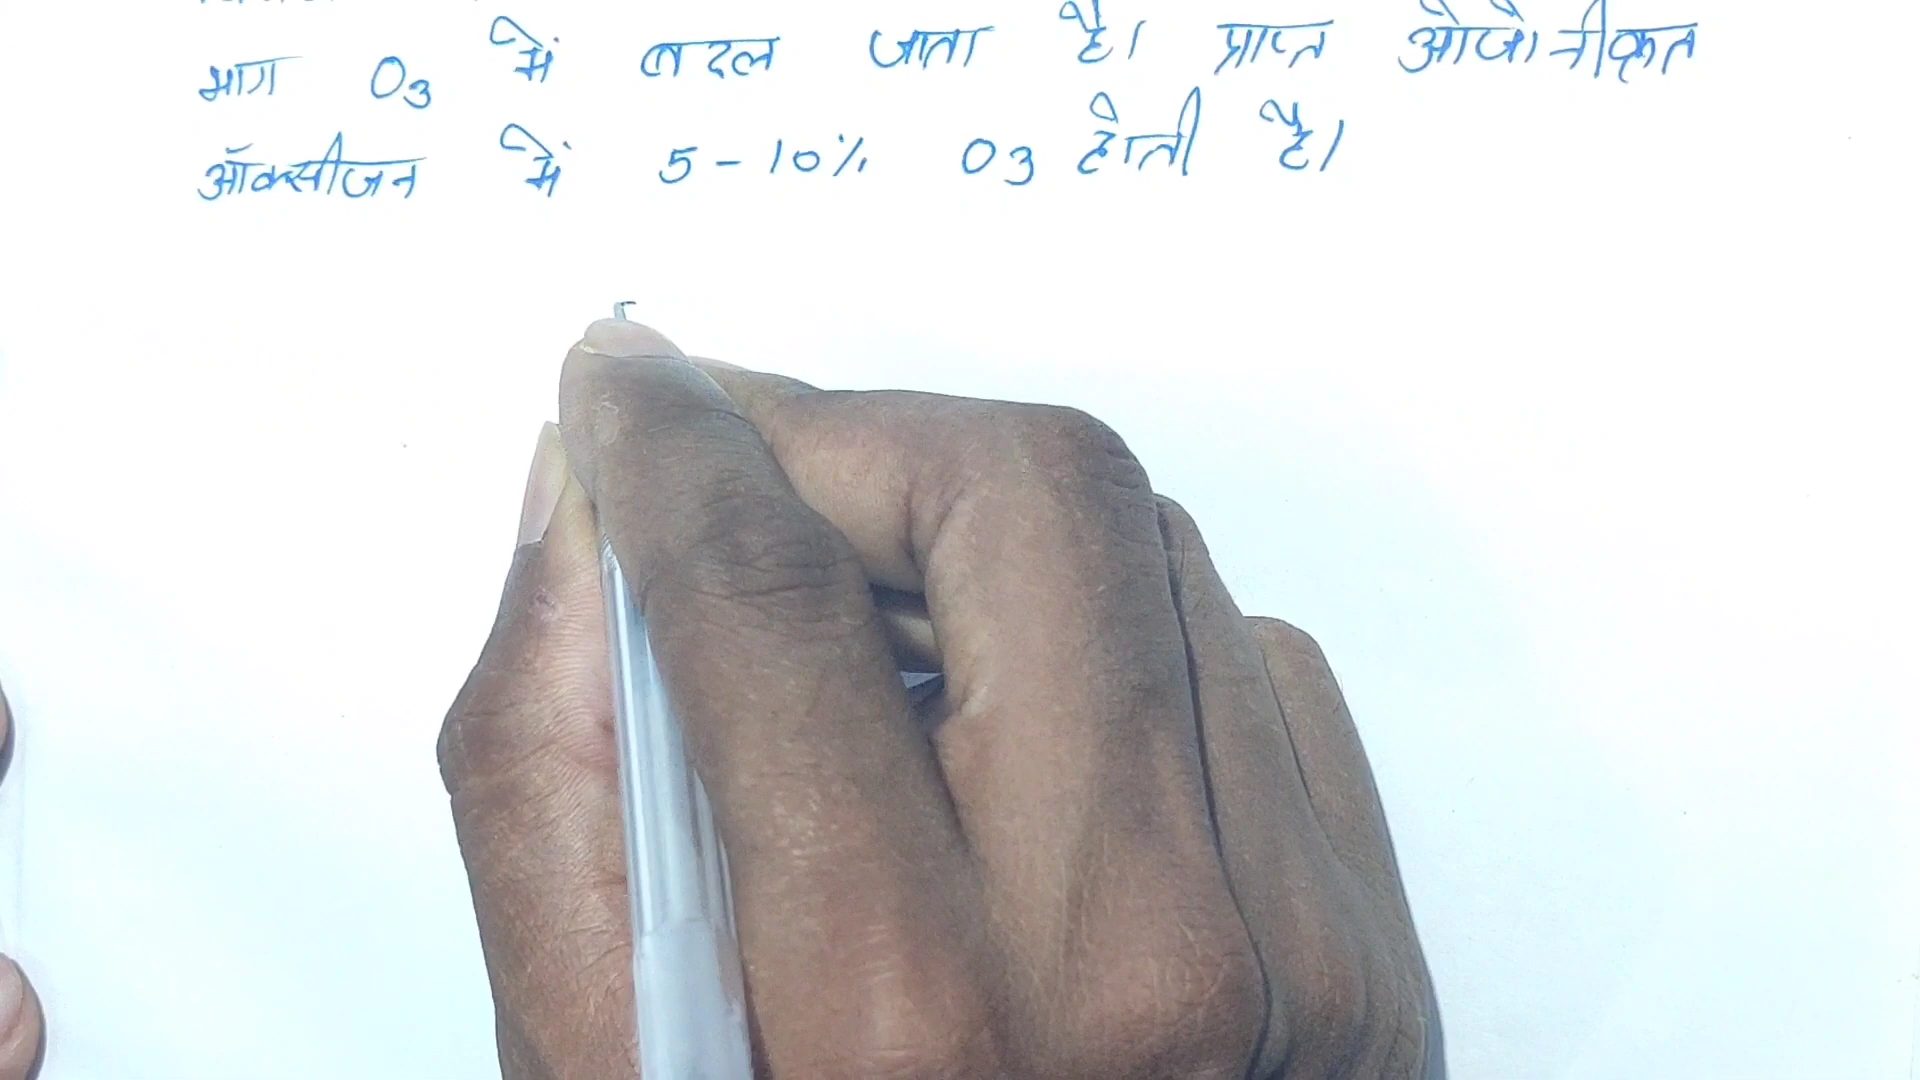 भाग O3 में बदल जाता है। प्राप्त ओजोनीकृत
ऑक्सीजन में 5-10% O3 होती है।